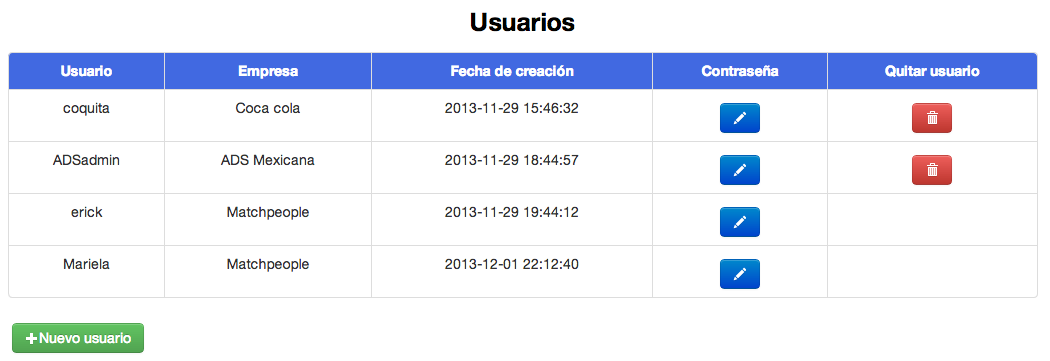 Usuarios
Usuario Empresa Fecha de creación Contraseña Quitar usuario
coquita Coca cola 2013-11-29 15:46:32
ADSadmin ADS Mexicana 2013-11-29 18:44:57
erick Matchpeople 2013-11-29 19:44:12
Mariela Matchpeople 2013-12-01 22:12:40
+Nuevo usuario